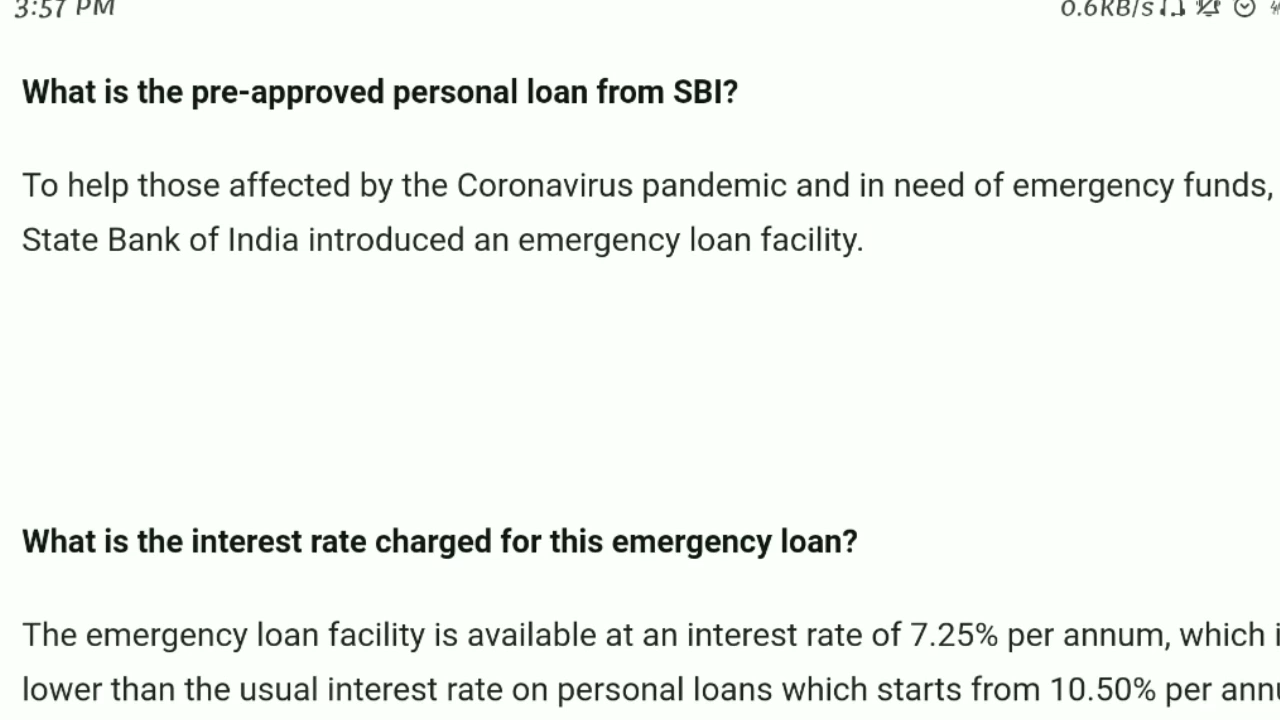 3:57 PM 0.6KB/s
What is the pre-approved personal loan from SBI?
To help those affected by the Coronavirus pandemic and in need of emergency funds,
State Bank of India introduced an emergency loan facility.
What is the interest rate charged for this emergency loan?
The emergency loan facility is available at an interest rate of 7.25% per annum, which
lower than the usual interest rate on personal loans which starts from 10.50% per